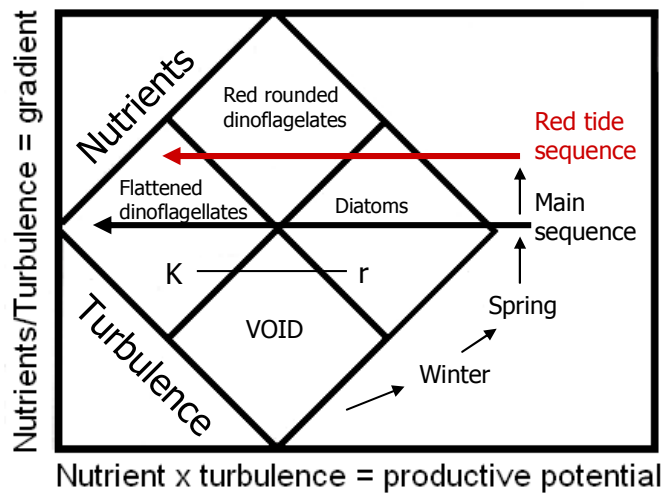 Nutrients/Turbulence = gradient
Nutrients
Red rounded
dinoflagelates
Red tide
sequence
Flattened
dinoflagellates
Diatoms
Main
sequence
K
r
Turbulence
VOID
Spring
Winter
Nutrient x turbulence = productive potential